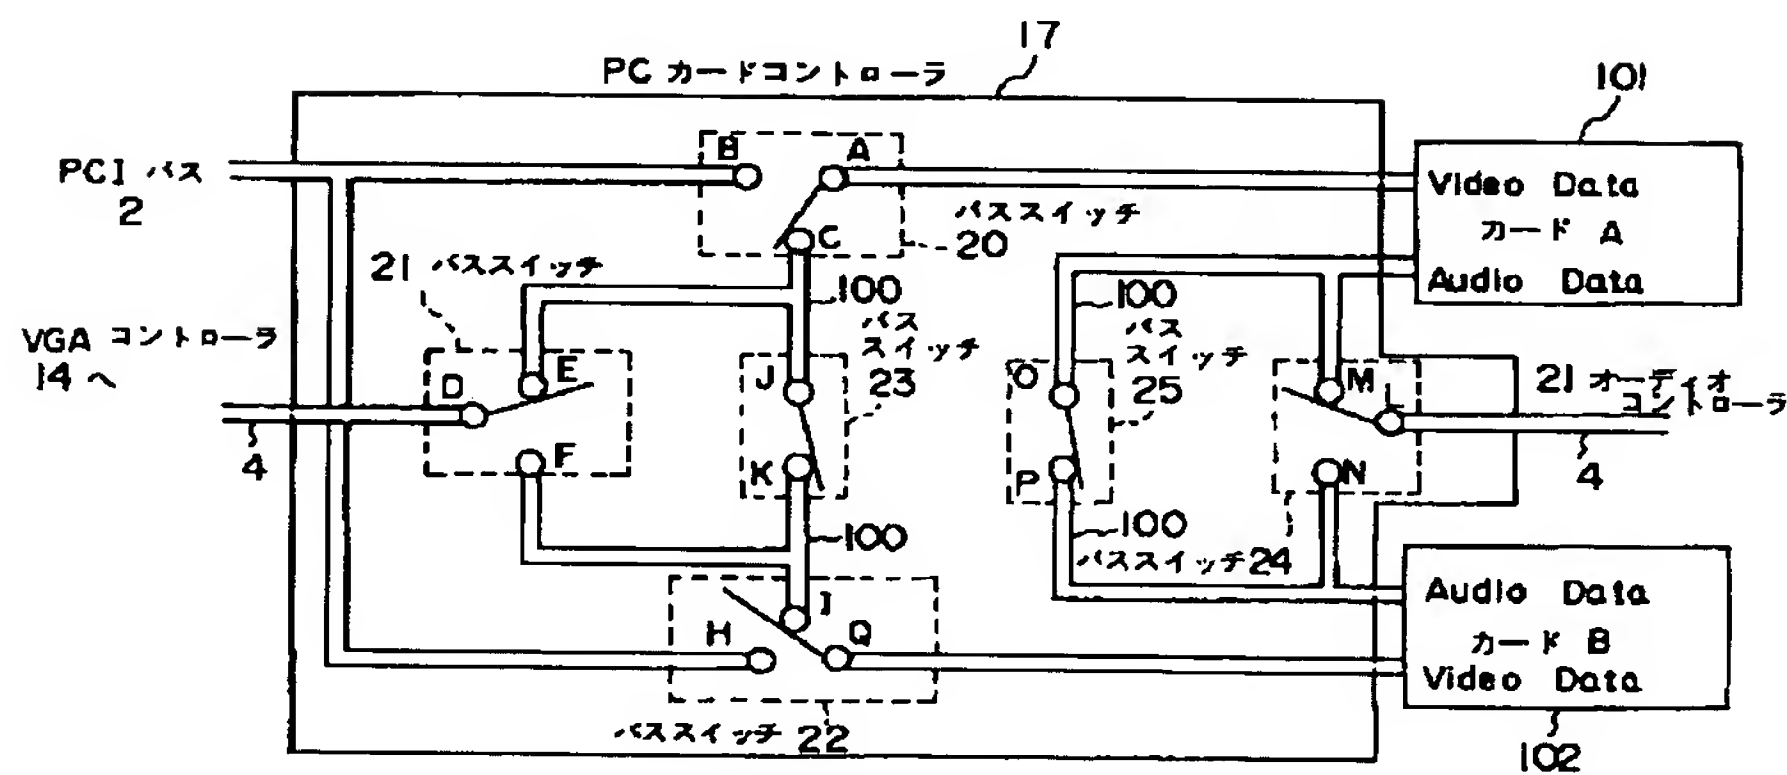 17
PC カードコントローラ
101
B
A
PCI バス
2
Video Data
カード A
Audio Data
バススイッチ
20
C
21 バススイッチ
100
100
バス
スイッチ
23
バス
スイッチ
25
VGA コントローラ
14 へ
D
E
J
O
M
L
21 オーディオ
コントローラ
4
F
K
P
N
4
100
100
バススイッチ 24
I
H
Q
Audio Data
カード B
Video Data
バススイッチ 22
102